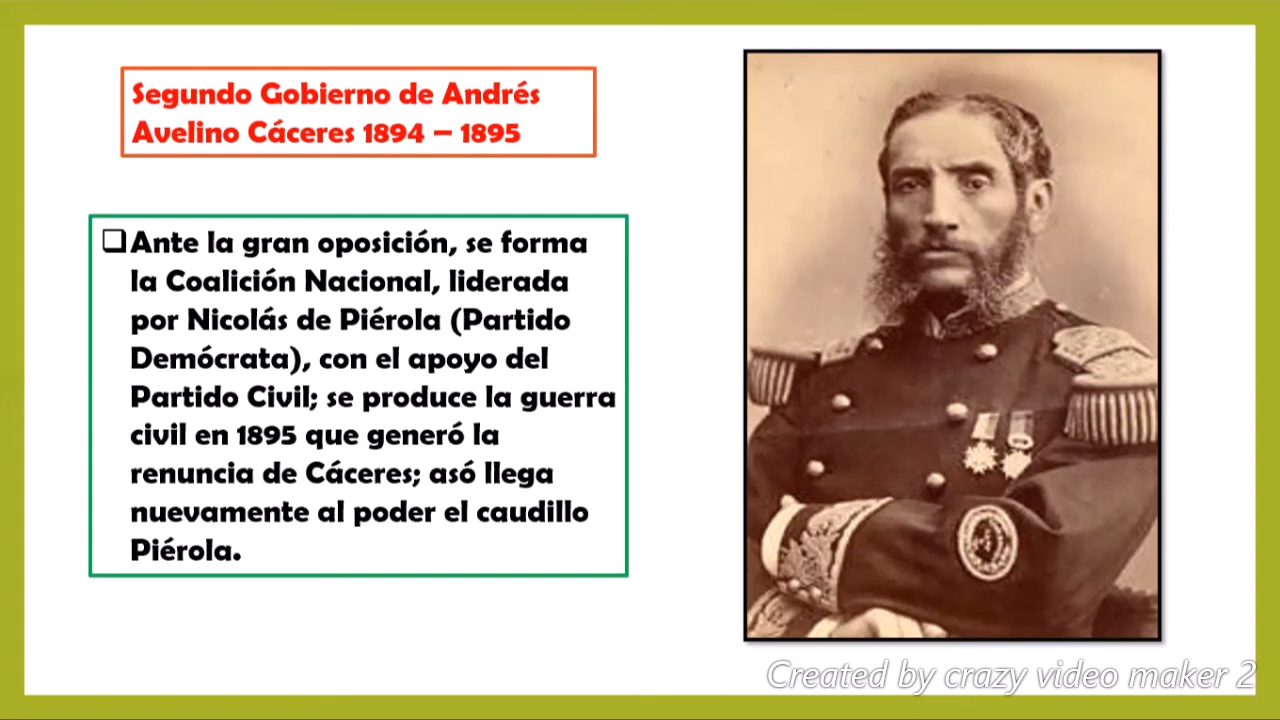 Segundo Gobierno de Andrés
Avelino Cáceres 1894 – 1895
❑Ante la gran oposición, se forma
la Coalición Nacional, liderada
por Nicolás de Piérola (Partido
Demócrata), con el apoyo del
Partido Civil; se produce la guerra
civil en 1895 que generó la
renuncia de Cáceres; asó llega
nuevamente al poder el caudillo
Piérola.
Created by crazy video maker 2